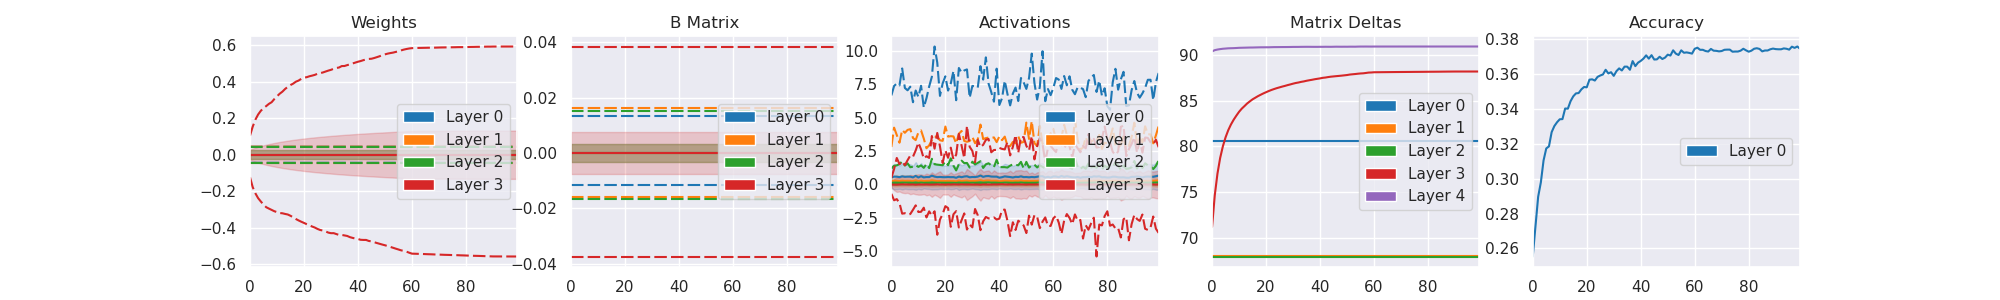 Weights
0.6
0.4
0.2
0.0
−0.2
−0.4
−0.6
0 20 40 60 80
Layer 0
Layer 1
Layer 2
Layer 3
B Matrix
0.04
0.02
0.00
−0.02
−0.04
0 20 40 60 80
Layer 0
Layer 1
Layer 2
Layer 3
Activations
10.0
7.5
5.0
2.5
0.0
−2.5
−5.0
0 20 40 60 80
Layer 0
Layer 1
Layer 2
Layer 3
Matrix Deltas
90
85
80
75
70
0 20 40 60 80
Layer 0
Layer 1
Layer 2
Layer 3
Layer 4
Accuracy
0.38
0.36
0.34
0.32
0.30
0.28
0.26
0 20 40 60 80
Layer 0